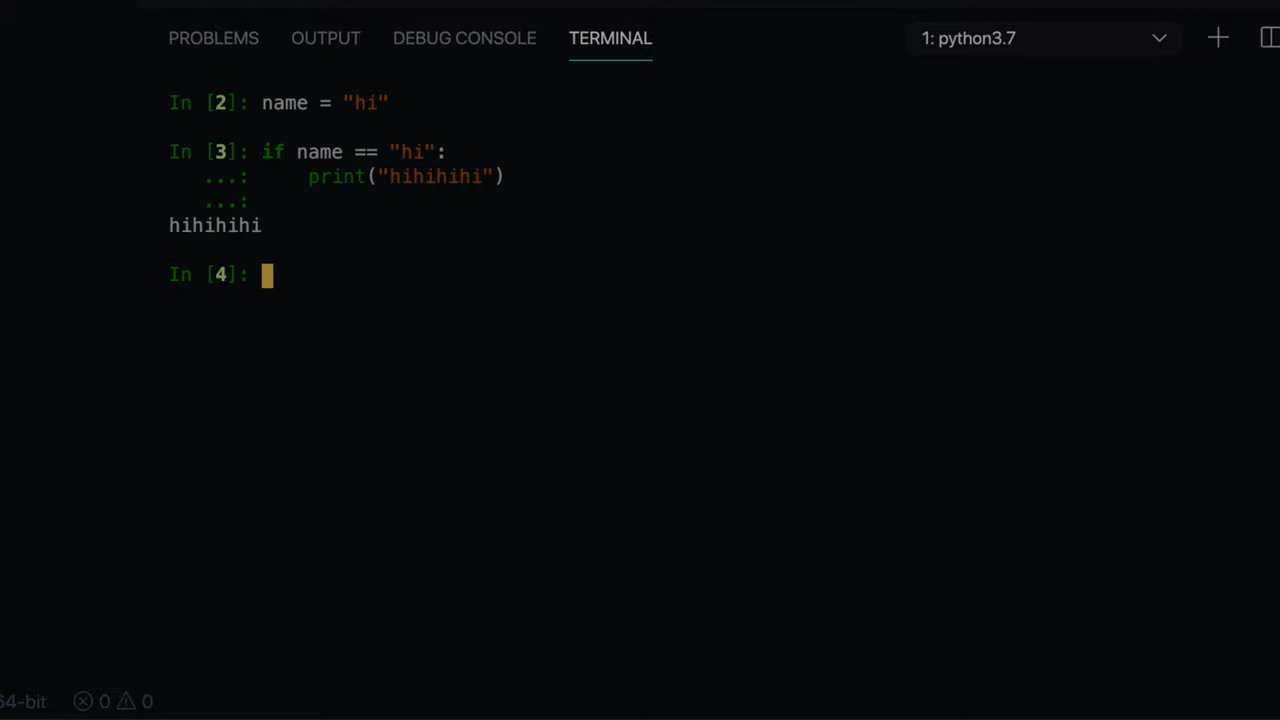 PROBLEMS OUTPUT DEBUG CONSOLE TERMINAL 1: python3.7
In [2]: name = "hi"
In [3]: if name == "hi":
...: print("hihihihi")
...:
hihihihi
In [4]:
64-bit 0 0